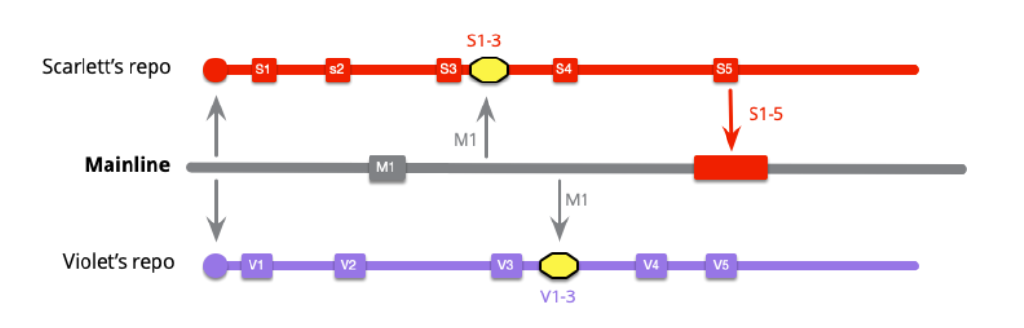 S1-3
Scarlett's repo
S1
s2
S3
S4
S5
S1-5
M1
Mainline
M1
M1
Violet's repo
V1
V2
V3
V4
V5
V1-3